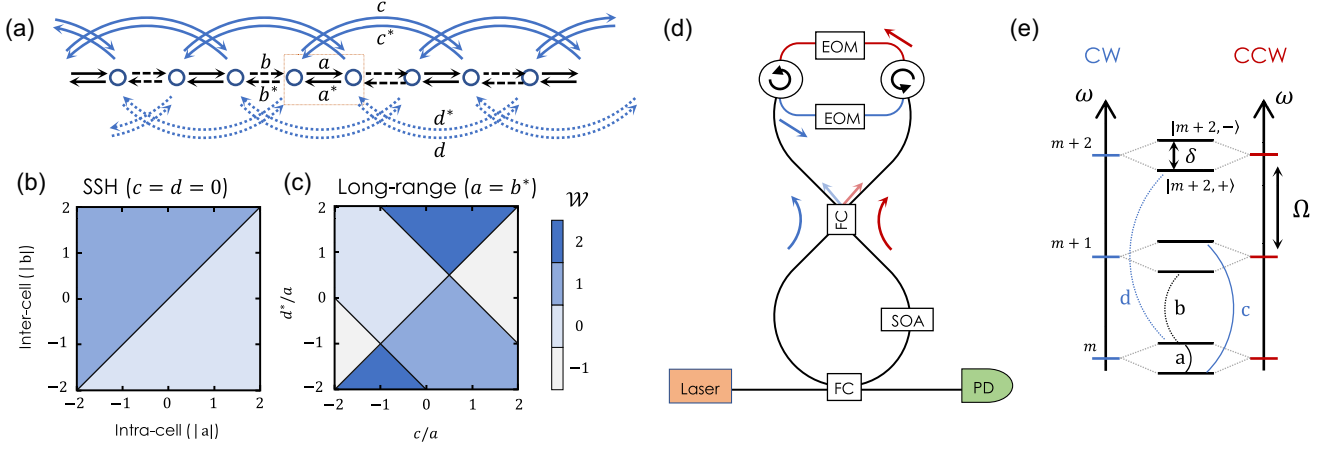 (a)
c
c*
b
a
b*
a*
d*
d
(b)
SSH (c = d = 0)
Inter-cell (|b|)
2
1
0
−1
−2
−2
−1
0
1
2
Intra-cell (|a|)
(c)
Long-range (a = b*)
d*/a
2
1
0
−1
−2
−2
−1
0
1
2
c/a
𝒲
2
1
0
−1
(d)
EOM
EOM
FC
SOA
FC
Laser
PD
(e)
CW
CCW
ω
ω
|m + 2, −⟩
m + 2
δ
|m + 2, +⟩
Ω
m + 1
d
b
c
m
a